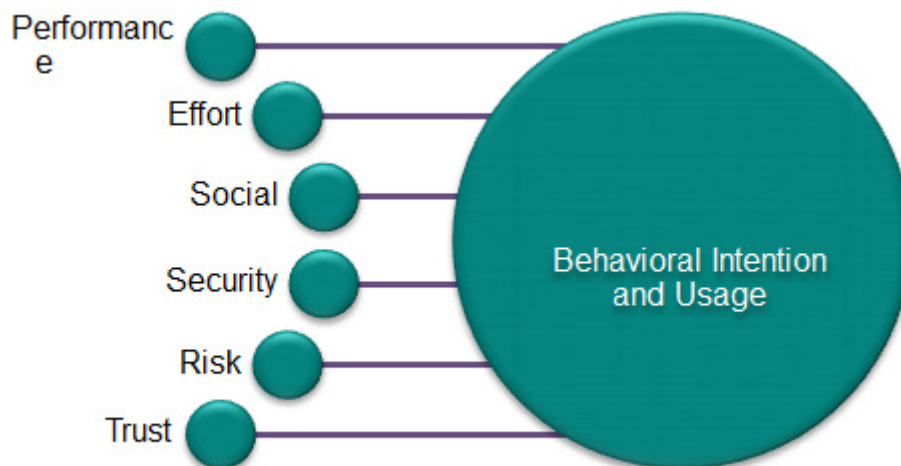 Performanc
e
Effort
Social
Security
Risk
Trust
Behavioral Intention
and Usage